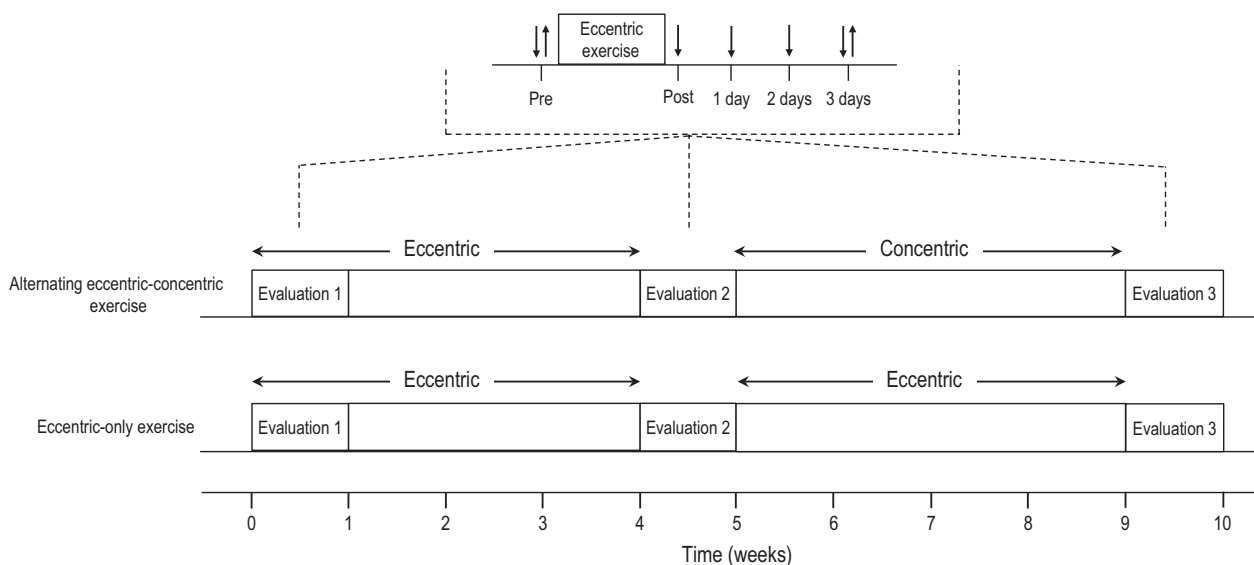 Eccentric
exercise
Pre
Post
1 day
2 days
3 days
Eccentric
Concentric
Alternating eccentric-concentric
exercise
Evaluation 1
Evaluation 2
Evaluation 3
Eccentric
Eccentric
Eccentric-only exercise
Evaluation 1
Evaluation 2
Evaluation 3
0
1
2
3
4
5
6
7
8
9
10
Time (weeks)